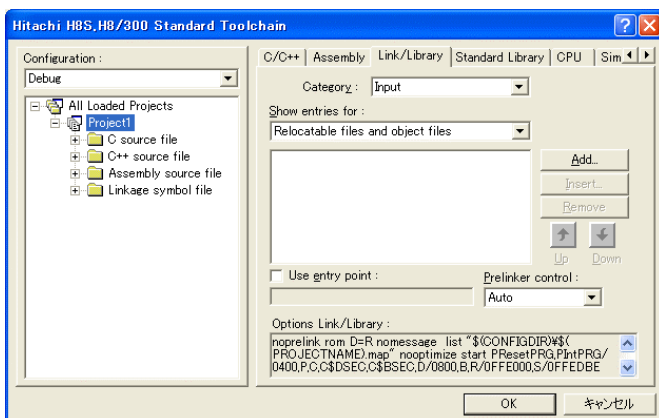 Hitachi H8S,H8/300 Standard Toolchain
Configuration :
Debug
All Loaded Projects
Project1
C source file
C++ source file
Assembly source file
Linkage symbol file
C/C++ Assembly Link/Library Standard Library CPU Sim
Category : Input
Show entries for :
Relocatable files and object files
Add...
Insert...
Remove
Up Down
Use entry point :
Prelinker control :
Auto
Options Link/Library :
noprelink rom D=R nomessage list "$(CONFIGDIR)¥$(
PROJECTNAME).map" nooptimize start PResetPRG,PIntPRG/
0400,P,C,C$DSEC,C$BSEC,D/0800,B,R/0FFE000,S/0FFEDBE
OK キャンセル